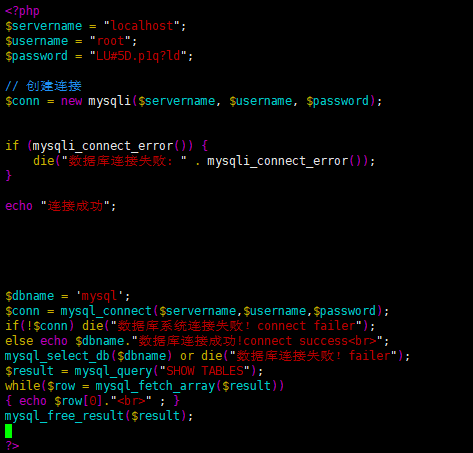 <?php
$servername = "localhost";
$username = "root";
$password = "LU#5D.p1q?ld";
// 创建连接
$conn = new mysqli($servername, $username, $password);
if (mysqli_connect_error()) {
    die("数据库连接失败: " . mysqli_connect_error());
}
echo "连接成功";
$dbname = 'mysql';
$conn = mysql_connect($servername,$username,$password);
if(!$conn) die("数据库系统连接失败! connect failer");
else echo $dbname."数据库连接成功!connect success<br>";
mysql_select_db($dbname) or die("数据库连接失败! failer");
$result = mysql_query("SHOW TABLES");
while($row = mysql_fetch_array($result))
{ echo $row[0]."<br>" ; }
mysql_free_result($result);
?>